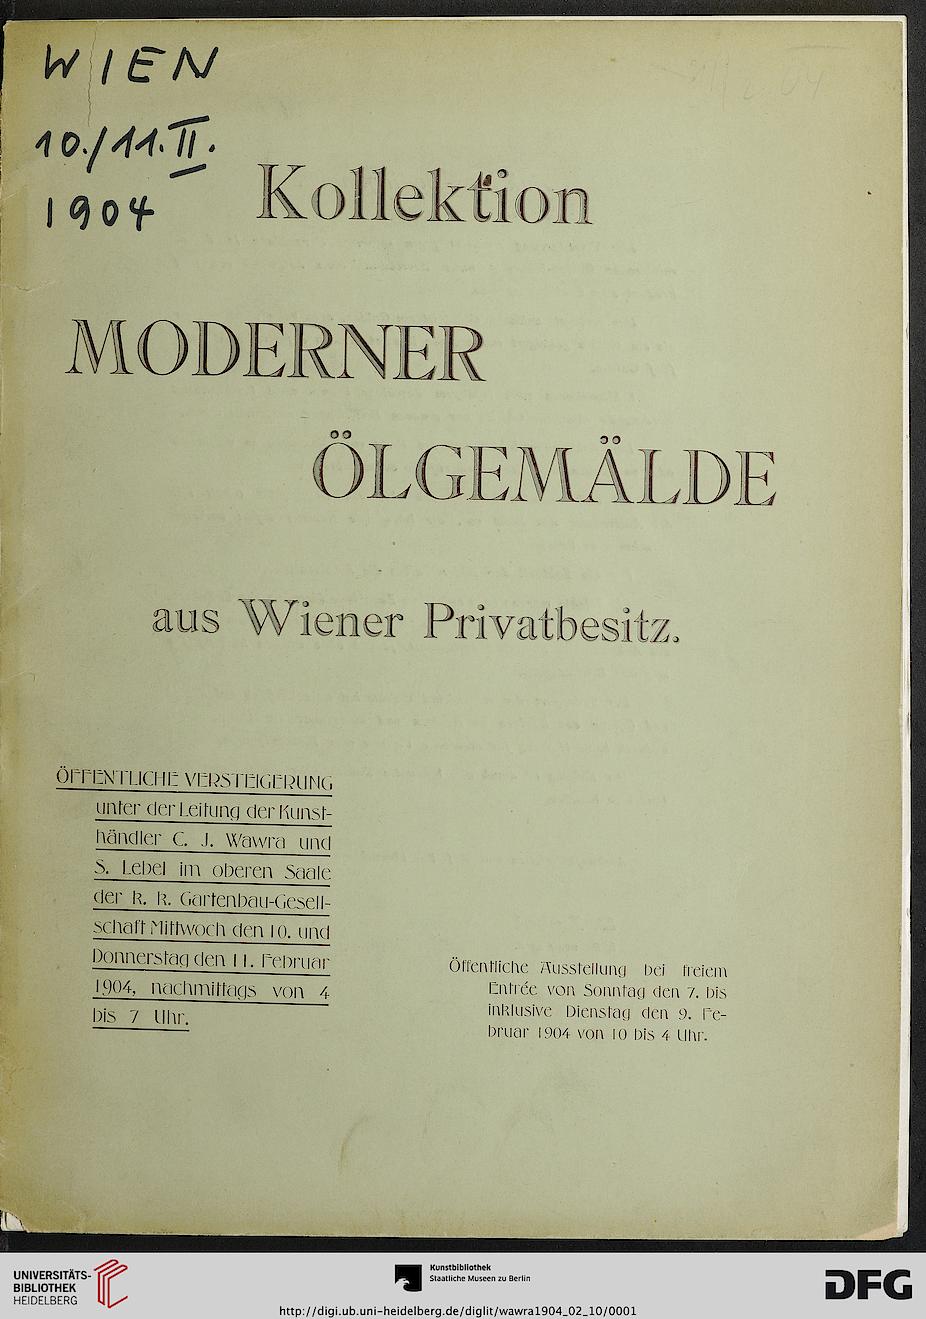 WIEN
10./11.II.
1904
Kollektion
MODERNER
ÖLGEMÄLDE
aus Wiener Privatbesitz.
ÖFFENTLICHE VERSTEIGERUNG
unter der Leitung der Kunst-
händler C. J. Wawra und
S. Lebel im oberen Saale
der k. k. Gartenbau-Gesell-
schaft Mittwoch den 10. und
Donnerstag den 11. Februar
1904, nachmittags von 4
bis 7 Uhr.
Öffentliche Ausstellung bei freiem
Entrée von Sonntag den 7. bis
inklusive Dienstag den 9. Fe-
bruar 1904 von 10 bis 4 Uhr.
UNIVERSITÄTS-
BIBLIOTHEK
HEIDELBERG
Kunstbibliothek
Staatliche Museen zu Berlin
DFG
http://digi.ub.uni-heidelberg.de/diglit/wawra1904_02_10/0001